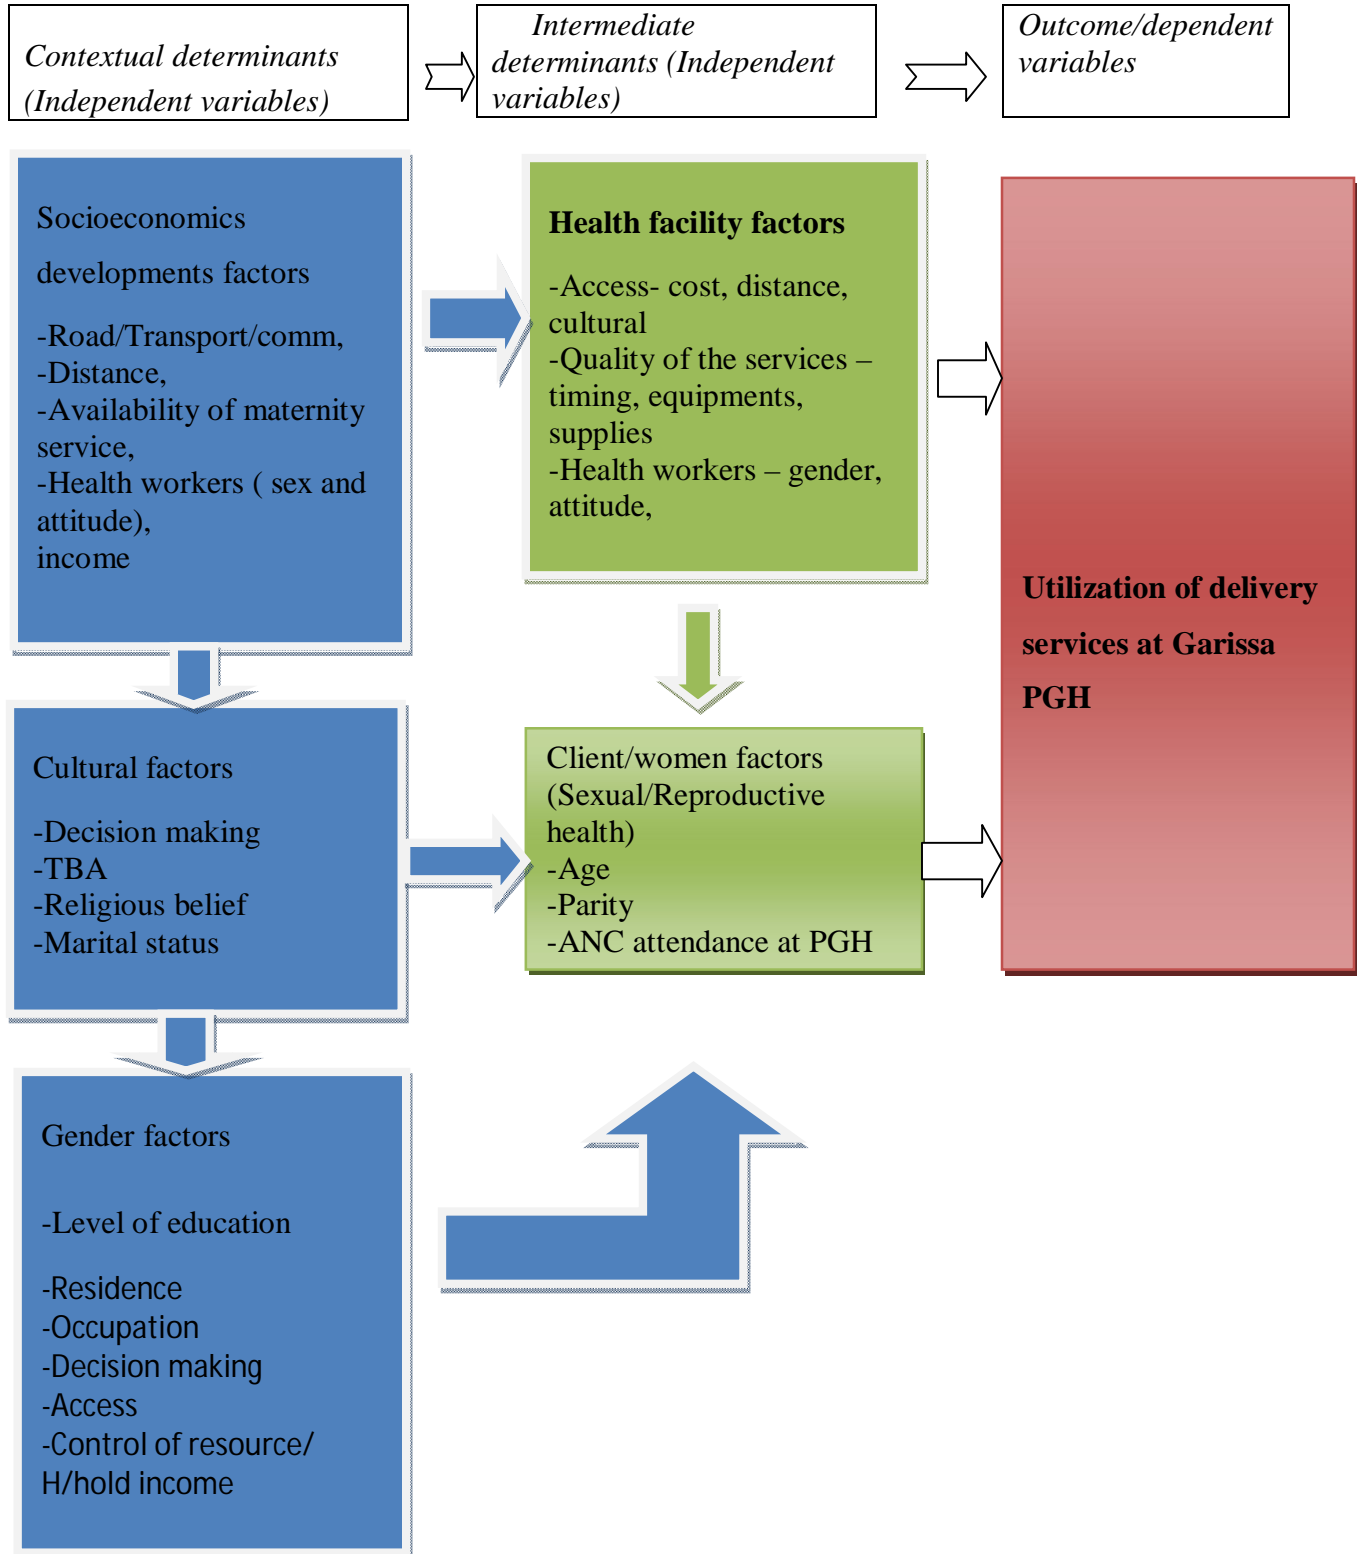 Contextual determinants
(Independent variables)
Intermediate
determinants (Independent
variables)
Outcome/dependent
variables
Socioeconomics
developments factors
-Road/Transport/comm,
-Distance,
-Availability of maternity
service,
-Health workers ( sex and
attitude),
income
Health facility factors
-Access- cost, distance,
cultural
-Quality of the services –
timing, equipments,
supplies
-Health workers – gender,
attitude,
Utilization of delivery
services at Garissa
PGH
Cultural factors
-Decision making
-TBA
-Religious belief
-Marital status
Client/women factors
(Sexual/Reproductive
health)
-Age
-Parity
-ANC attendance at PGH
Gender factors
-Level of education
-Residence
-Occupation
-Decision making
-Access
-Control of resource/
H/hold income